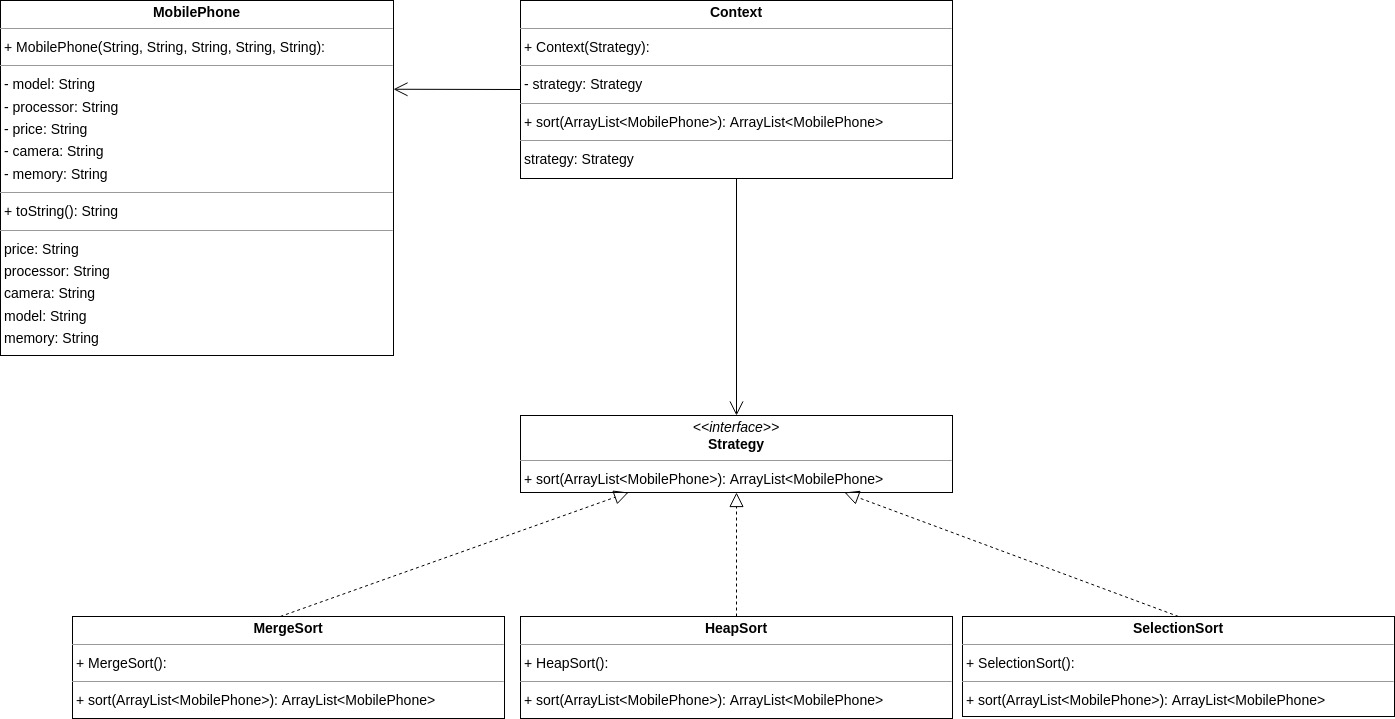 MobilePhone
+ MobilePhone(String, String, String, String, String):
- model: String
- processor: String
- price: String
- camera: String
- memory: String
+ toString(): String
price: String
processor: String
camera: String
model: String
memory: String
Context
+ Context(Strategy):
- strategy: Strategy
+ sort(ArrayList<MobilePhone>): ArrayList<MobilePhone>
strategy: Strategy
<<interface>>
Strategy
+ sort(ArrayList<MobilePhone>): ArrayList<MobilePhone>
MergeSort
+ MergeSort():
+ sort(ArrayList<MobilePhone>): ArrayList<MobilePhone>
HeapSort
+ HeapSort():
+ sort(ArrayList<MobilePhone>): ArrayList<MobilePhone>
SelectionSort
+ SelectionSort():
+ sort(ArrayList<MobilePhone>): ArrayList<MobilePhone>